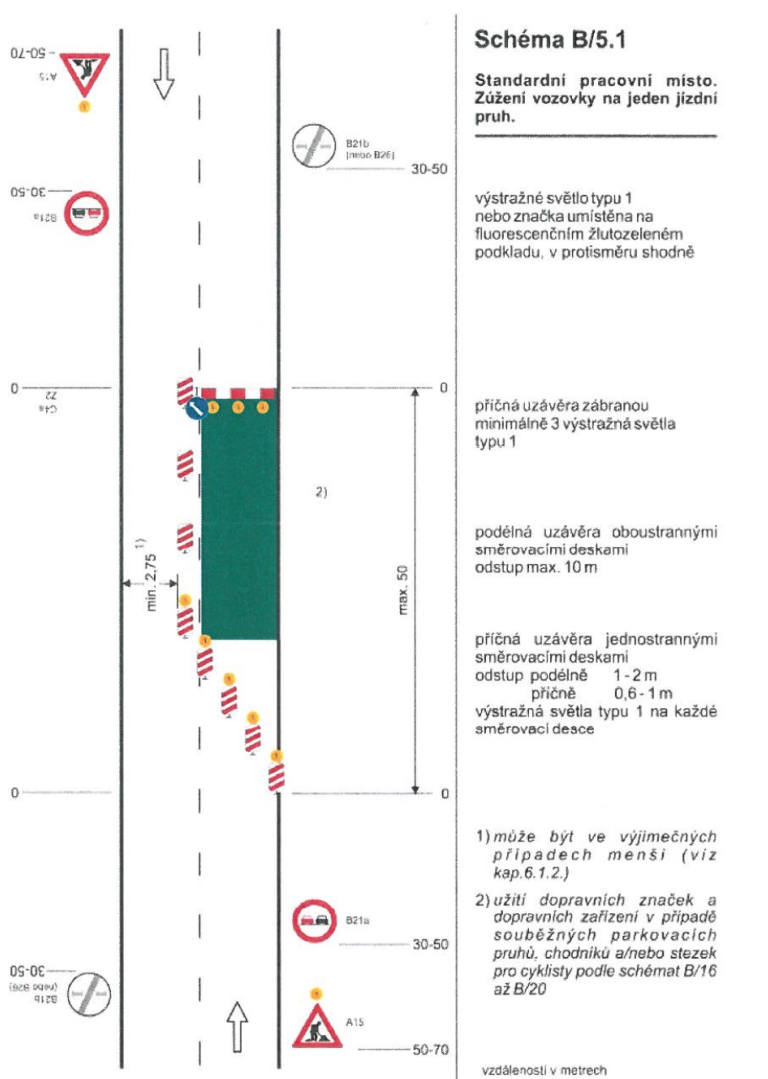 Schéma B/5.1
Standardní pracovní místo.
Zúžení vozovky na jeden jízdní
pruh.
výstražné světlo typu 1
nebo značka umístěna na
fluorescenčním žlutozeleném
podkladu, v protisměru shodně
příčná uzávěra zábranou
minimálně 3 výstražná světla
typu 1
podélná uzávěra oboustrannými
směrovacími deskami
odstup max. 10 m
příčná uzávěra jednostrannými
směrovacími deskami
odstup podélně 1 - 2 m
příčně 0,6 - 1 m
výstražná světla typu 1 na každé
směrovací desce
1) může být ve výjimečných
případech menší (viz
kap.6.1.2.)
2) užití dopravních značek a
dopravních zařízení v případě
souběžných parkovacích
pruhů, chodníků a/nebo stezek
pro cyklisty podle schémat B/16
až B/20
vzdálenosti v metrech
50-70
A15
30-50
B21a
B21b
(nebo B26)
30-50
0
Z2
C4a
0
2)
min. 2,75 1)
max. 50
0
0
B21a
30-50
30-50
B21b
(nebo B26)
A15
50-70